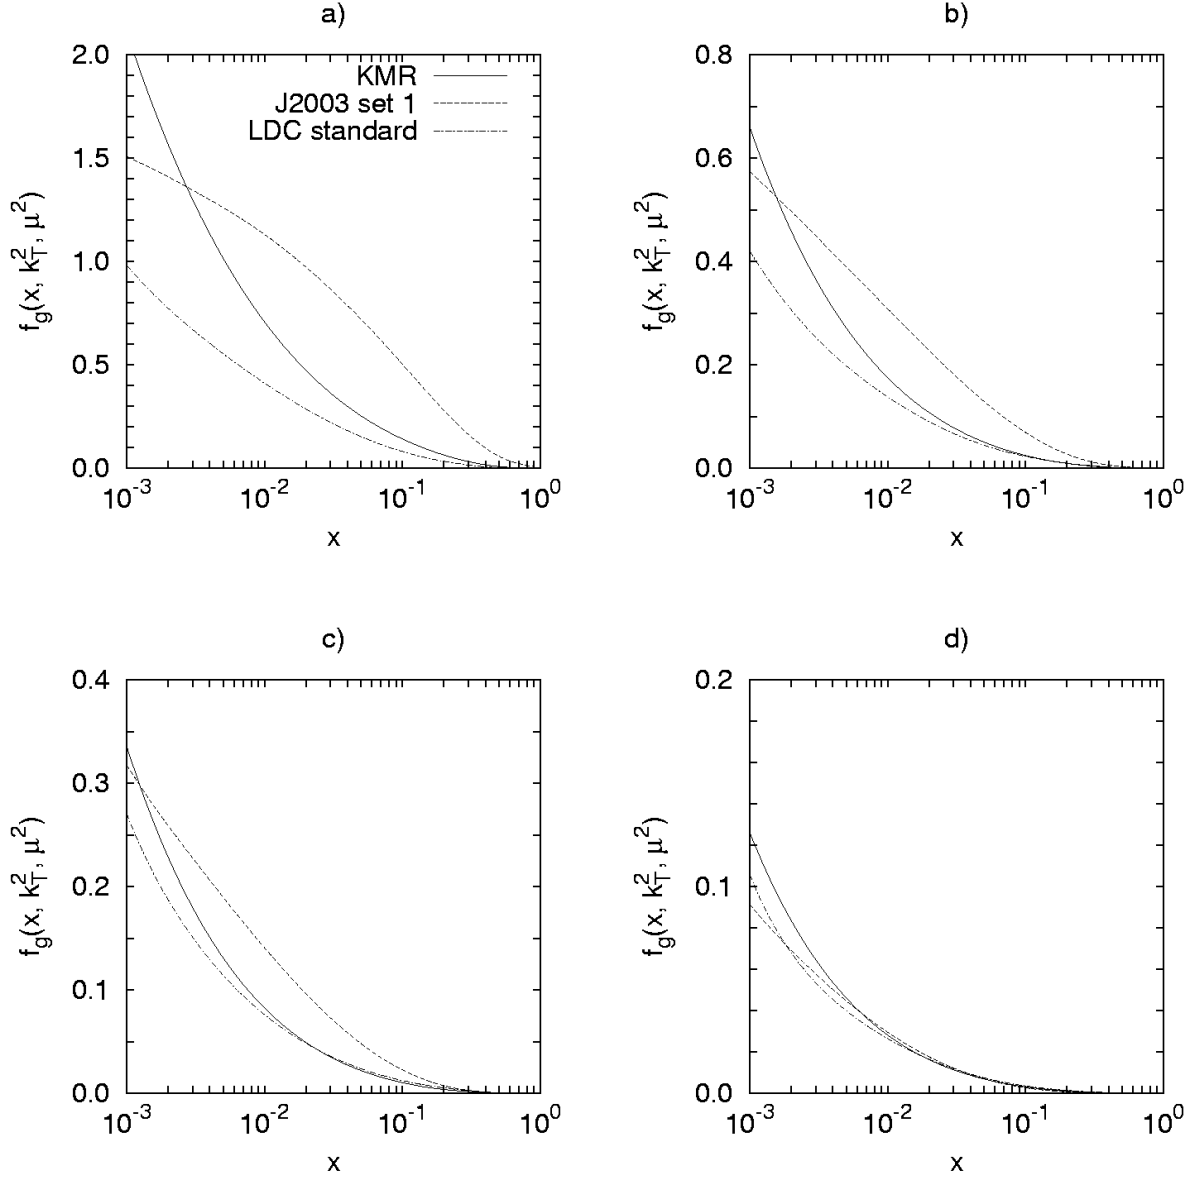 a)
2.0
1.5
1.0
0.5
0.0
f_g(x, k_T^2, μ^2)
KMR
J2003 set 1
LDC standard
10^-3
10^-2
10^-1
10^0
x
b)
0.8
0.6
0.4
0.2
0.0
f_g(x, k_T^2, μ^2)
10^-3
10^-2
10^-1
10^0
x
c)
0.4
0.3
0.2
0.1
0.0
f_g(x, k_T^2, μ^2)
10^-3
10^-2
10^-1
10^0
x
d)
0.2
0.1
0.0
f_g(x, k_T^2, μ^2)
10^-3
10^-2
10^-1
10^0
x